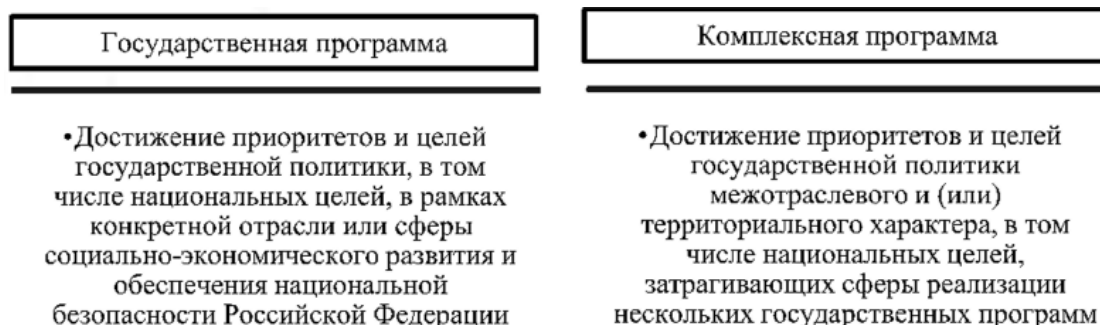 Государственная программа
•Достижение приоритетов и целей
государственной политики, в том
числе национальных целей, в рамках
конкретной отрасли или сферы
социально-экономического развития и
обеспечения национальной
безопасности Российской Федерации
Комплексная программа
•Достижение приоритетов и целей
государственной политики
межотраслевого и (или)
территориального характера, в том
числе национальных целей,
затрагивающих сферы реализации
нескольких государственных программ